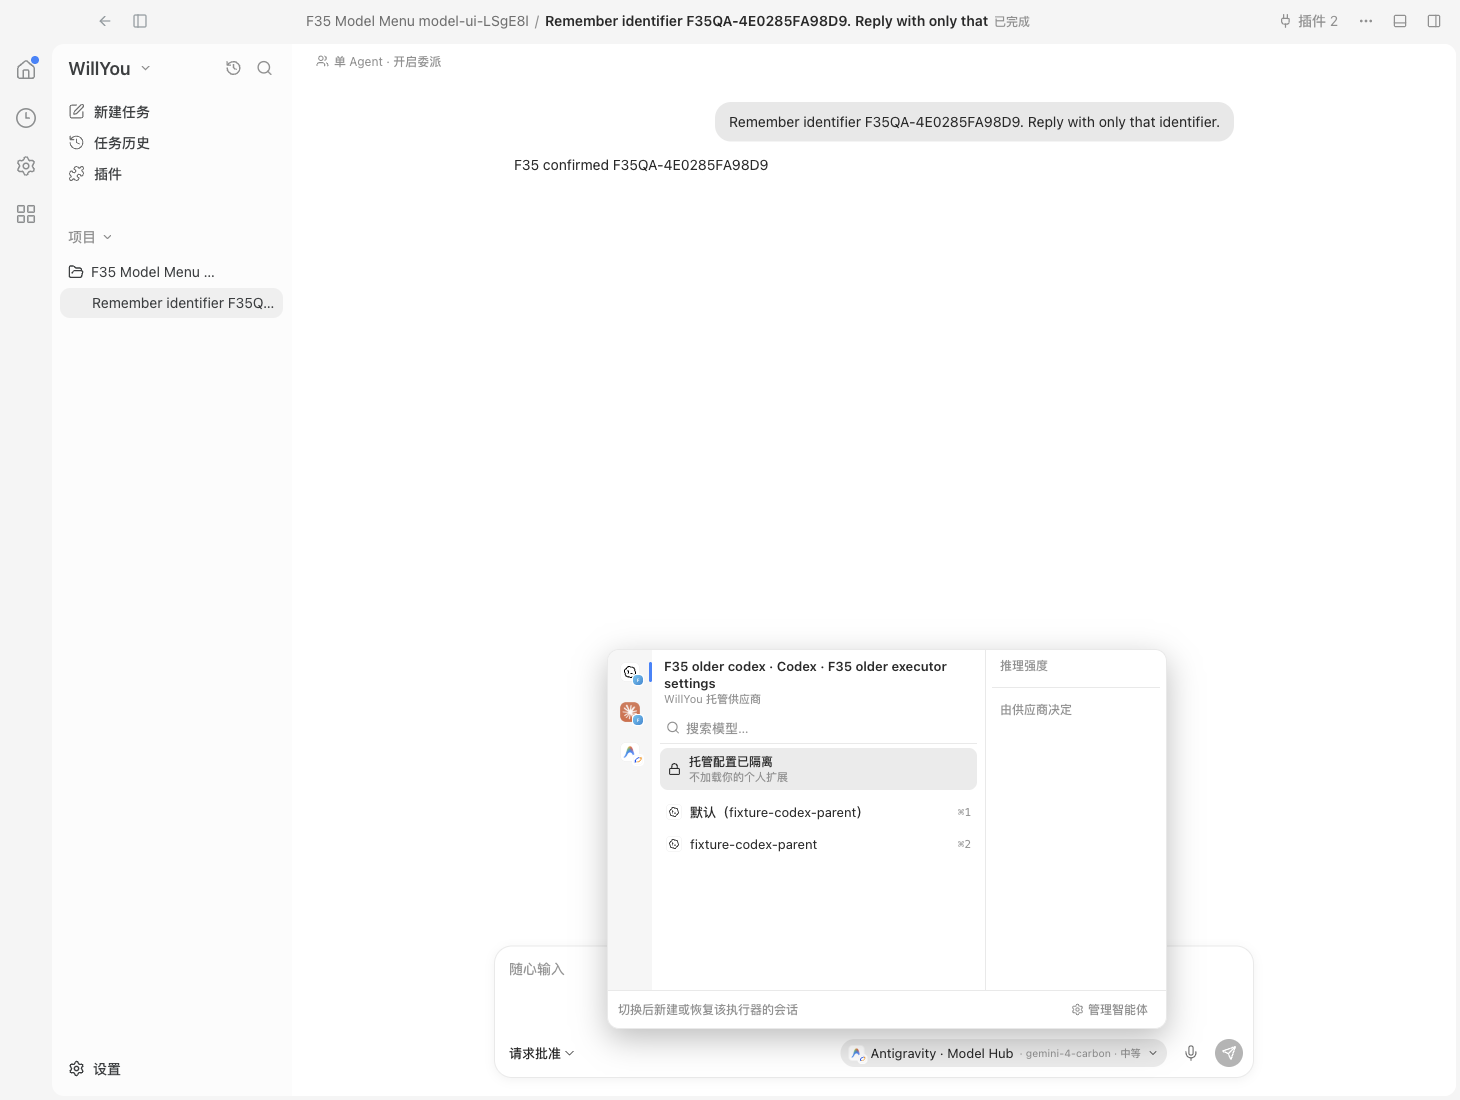 F35 Model Menu model-ui-LSgE8I / Remember identifier F35QA-4E0285FA98D9. Reply with only that 已完成
插件 2
WillYou
单 Agent · 开启委派
新建任务
任务历史
插件
项目
F35 Model Menu ...
Remember identifier F35Q...
设置
Remember identifier F35QA-4E0285FA98D9. Reply with only that identifier.
F35 confirmed F35QA-4E0285FA98D9
F35 older codex · Codex · F35 older executor
settings
WillYou 托管供应商
搜索模型...
托管配置已隔离
不加载你的个人扩展
默认（fixture-codex-parent） ⌘1
fixture-codex-parent ⌘2
推理强度
由供应商决定
切换后新建或恢复该执行器的会话
管理智能体
随心输入
请求批准
Antigravity · Model Hub · gemini-4-carbon · 中等